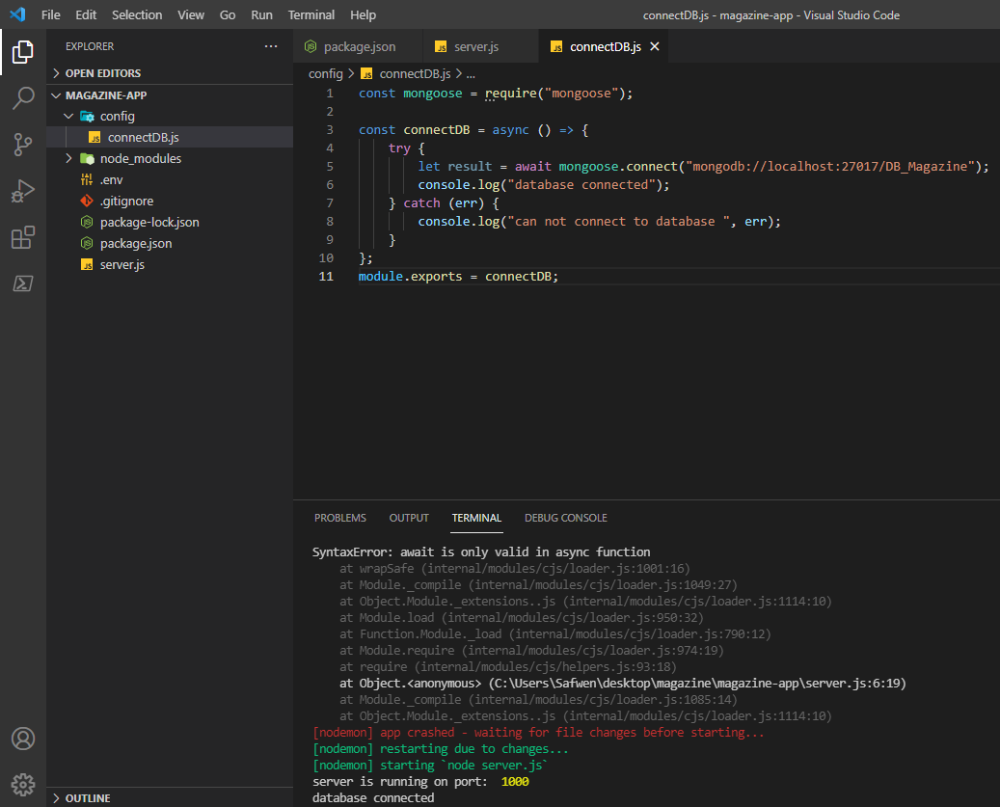 File Edit Selection View Go Run Terminal Help connectDB.js - magazine-app - Visual Studio Code
EXPLORER ...
OPEN EDITORS
MAGAZINE-APP
config
connectDB.js
node_modules
.env
.gitignore
package-lock.json
package.json
server.js
OUTLINE
package.json server.js connectDB.js
config > connectDB.js > ...
1 const mongoose = require("mongoose");
2
3 const connectDB = async () => {
4 try {
5 let result = await mongoose.connect("mongodb://localhost:27017/DB_Magazine");
6 console.log("database connected");
7 } catch (err) {
8 console.log("can not connect to database ", err);
9 }
10 };
11 module.exports = connectDB;
PROBLEMS OUTPUT TERMINAL DEBUG CONSOLE
SyntaxError: await is only valid in async function
at wrapSafe (internal/modules/cjs/loader.js:1001:16)
at Module._compile (internal/modules/cjs/loader.js:1049:27)
at Object.Module._extensions..js (internal/modules/cjs/loader.js:1114:10)
at Module.load (internal/modules/cjs/loader.js:950:32)
at Function.Module._load (internal/modules/cjs/loader.js:790:12)
at Module.require (internal/modules/cjs/loader.js:974:19)
at require (internal/modules/cjs/helpers.js:93:18)
at Object.<anonymous> (C:\Users\Safwen\desktop\magazine\magazine-app\server.js:6:19)
at Module._compile (internal/modules/cjs/loader.js:1085:14)
at Object.Module._extensions..js (internal/modules/cjs/loader.js:1114:10)
[nodemon] app crashed - waiting for file changes before starting...
[nodemon] restarting due to changes...
[nodemon] starting `node server.js`
server is running on port: 1000
database connected